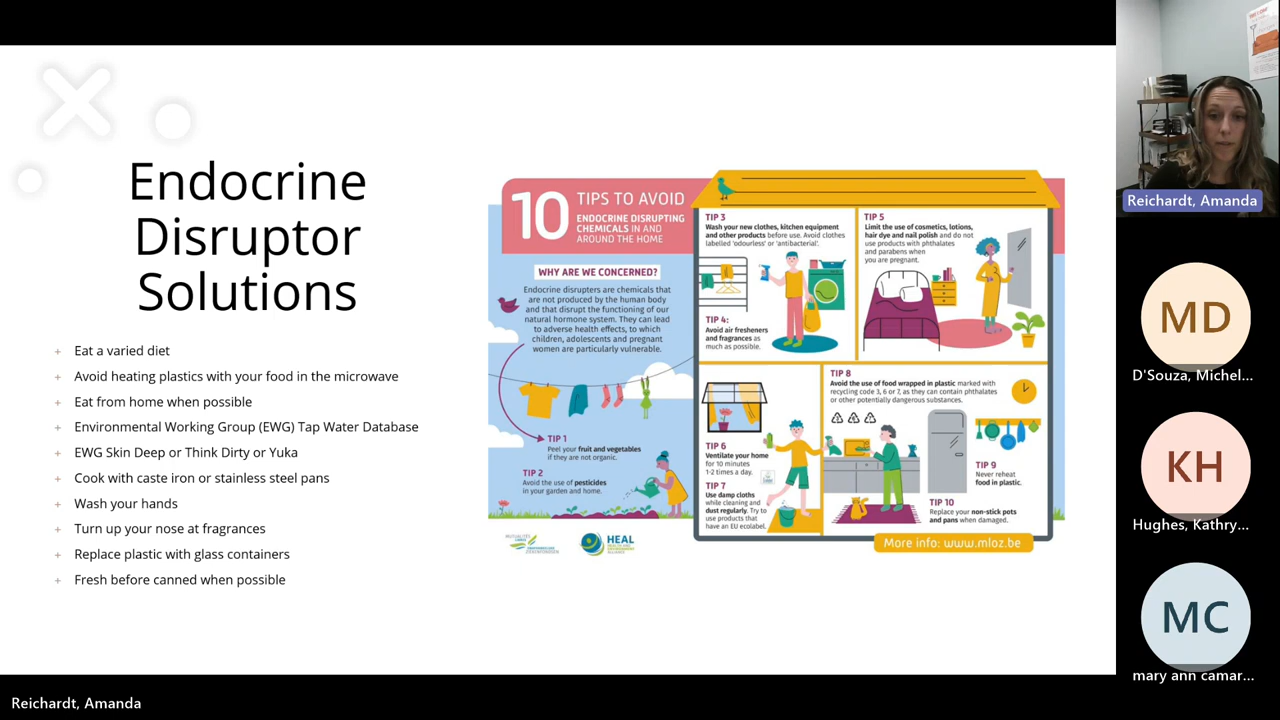 Endocrine
Disruptor
Solutions
+ Eat a varied diet
+ Avoid heating plastics with your food in the microwave
+ Eat from home when possible
+ Environmental Working Group (EWG) Tap Water Database
+ EWG Skin Deep or Think Dirty or Yuka
+ Cook with caste iron or stainless steel pans
+ Wash your hands
+ Turn up your nose at fragrances
+ Replace plastic with glass containers
+ Fresh before canned when possible
10 TIPS TO AVOID
ENDOCRINE DISRUPTING
CHEMICALS IN AND
AROUND THE HOME
WHY ARE WE CONCERNED?
Endocrine disrupters are chemicals that
are not produced by the human body
and that disrupt the functioning of our
natural hormone system. They can lead
to adverse health effects, to which
children, adolescents and pregnant
women are particularly vulnerable.
TIP 1
Peel your fruit and vegetables
if they are not organic.
TIP 2
Avoid the use of pesticides
in your garden and home.
TIP 3
Wash your new clothes, kitchen equipment
and other products before use. Avoid clothes
labelled 'odourless' or 'antibacterial'.
TIP 4:
Avoid air fresheners
and fragrances as
much as possible.
TIP 5
Limit the use of cosmetics, lotions,
hair dye and nail polish and do not
use products with phthalates
and parabens when
you are pregnant.
TIP 6
Ventilate your home
for 10 minutes
1-2 times a day.
TIP 7
Use damp cloths
while cleaning and
dust regularly. Try to
use products that
have an EU ecolabel.
TIP 8
Avoid the use of food wrapped in plastic marked with
recycling code 3, 6 or 7, as they can contain phthalates
or other potentially dangerous substances.
TIP 9
Never reheat
food in plastic.
TIP 10
Replace your non-stick pots
and pans when damaged.
HEAL
More info: www.mloz.be
Reichardt, Amanda
MD
D'Souza, Michel...
KH
Hughes, Kathry...
MC
mary ann camar...
Reichardt, Amanda